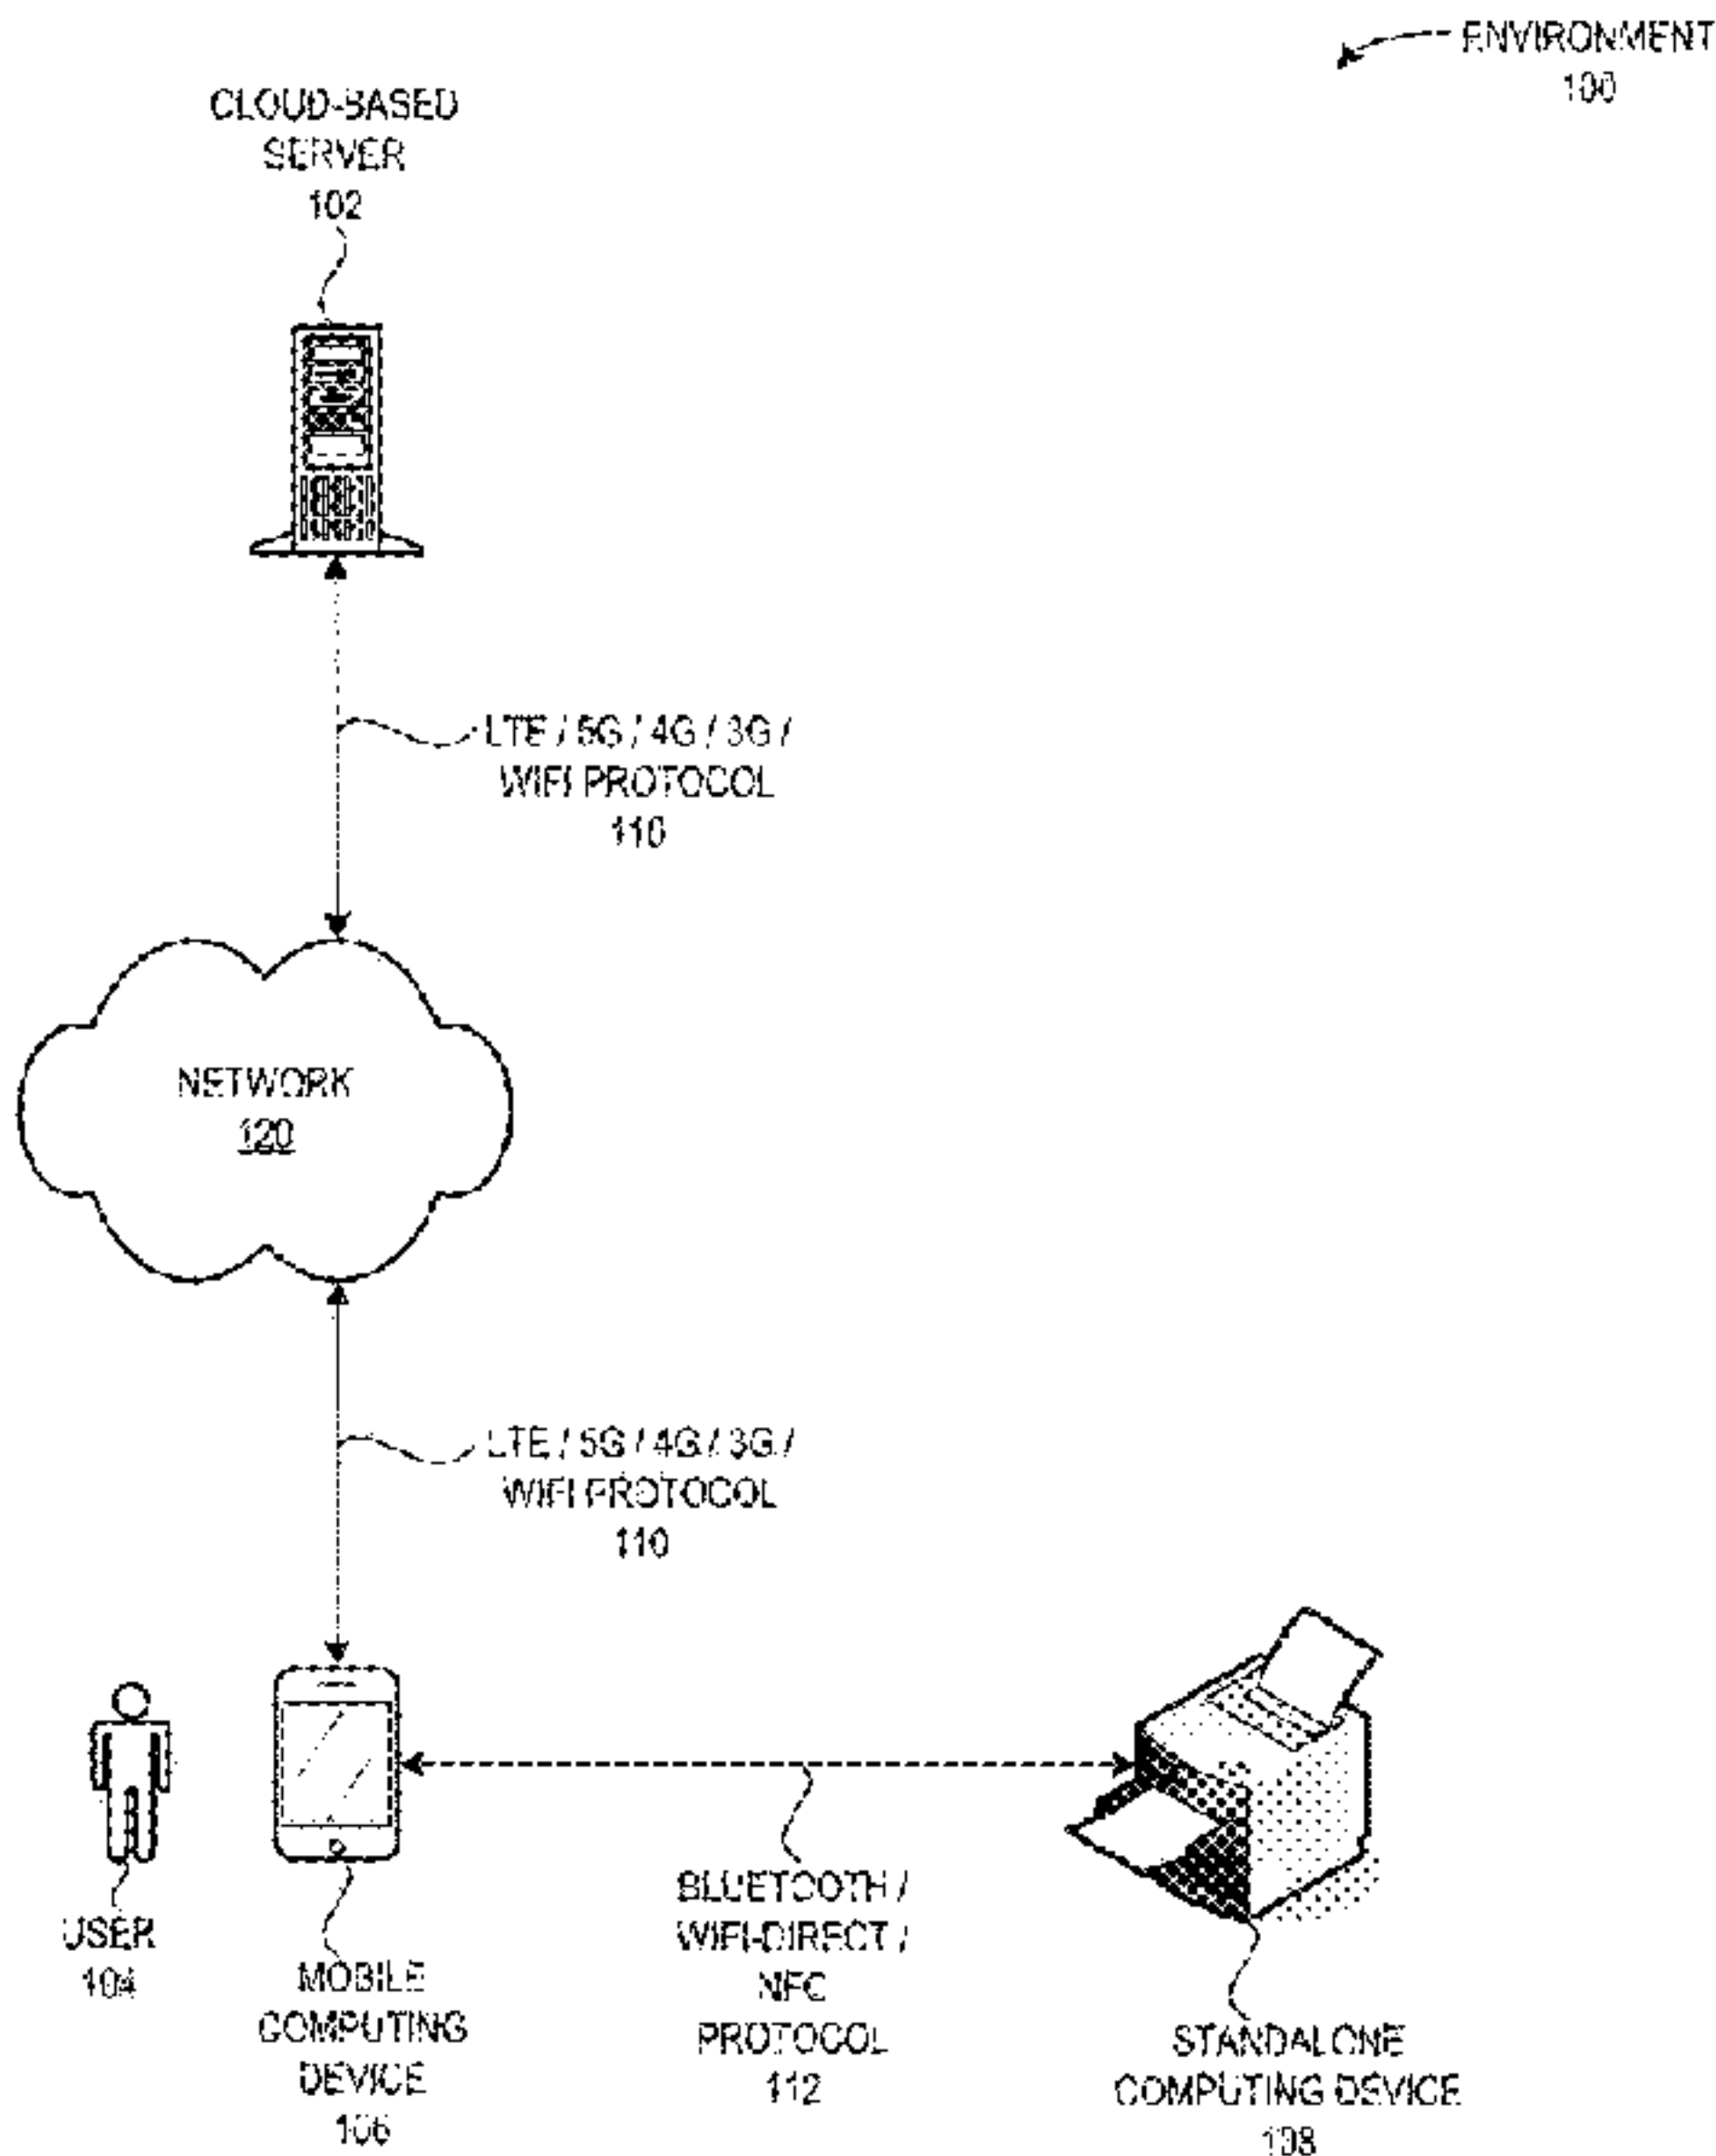 ENVIRONMENT
100
CLOUD-BASED
SERVER
102
LTE / 5G / 4G / 3G /
WIFI PROTOCOL
110
NETWORK
120
LTE / 5G / 4G / 3G /
WIFI PROTOCOL
110
USER
104
MOBILE
COMPUTING
DEVICE
106
BLUETOOTH /
WIFI-DIRECT /
NFC
PROTOCOL
112
STANDALONE
COMPUTING DEVICE
108